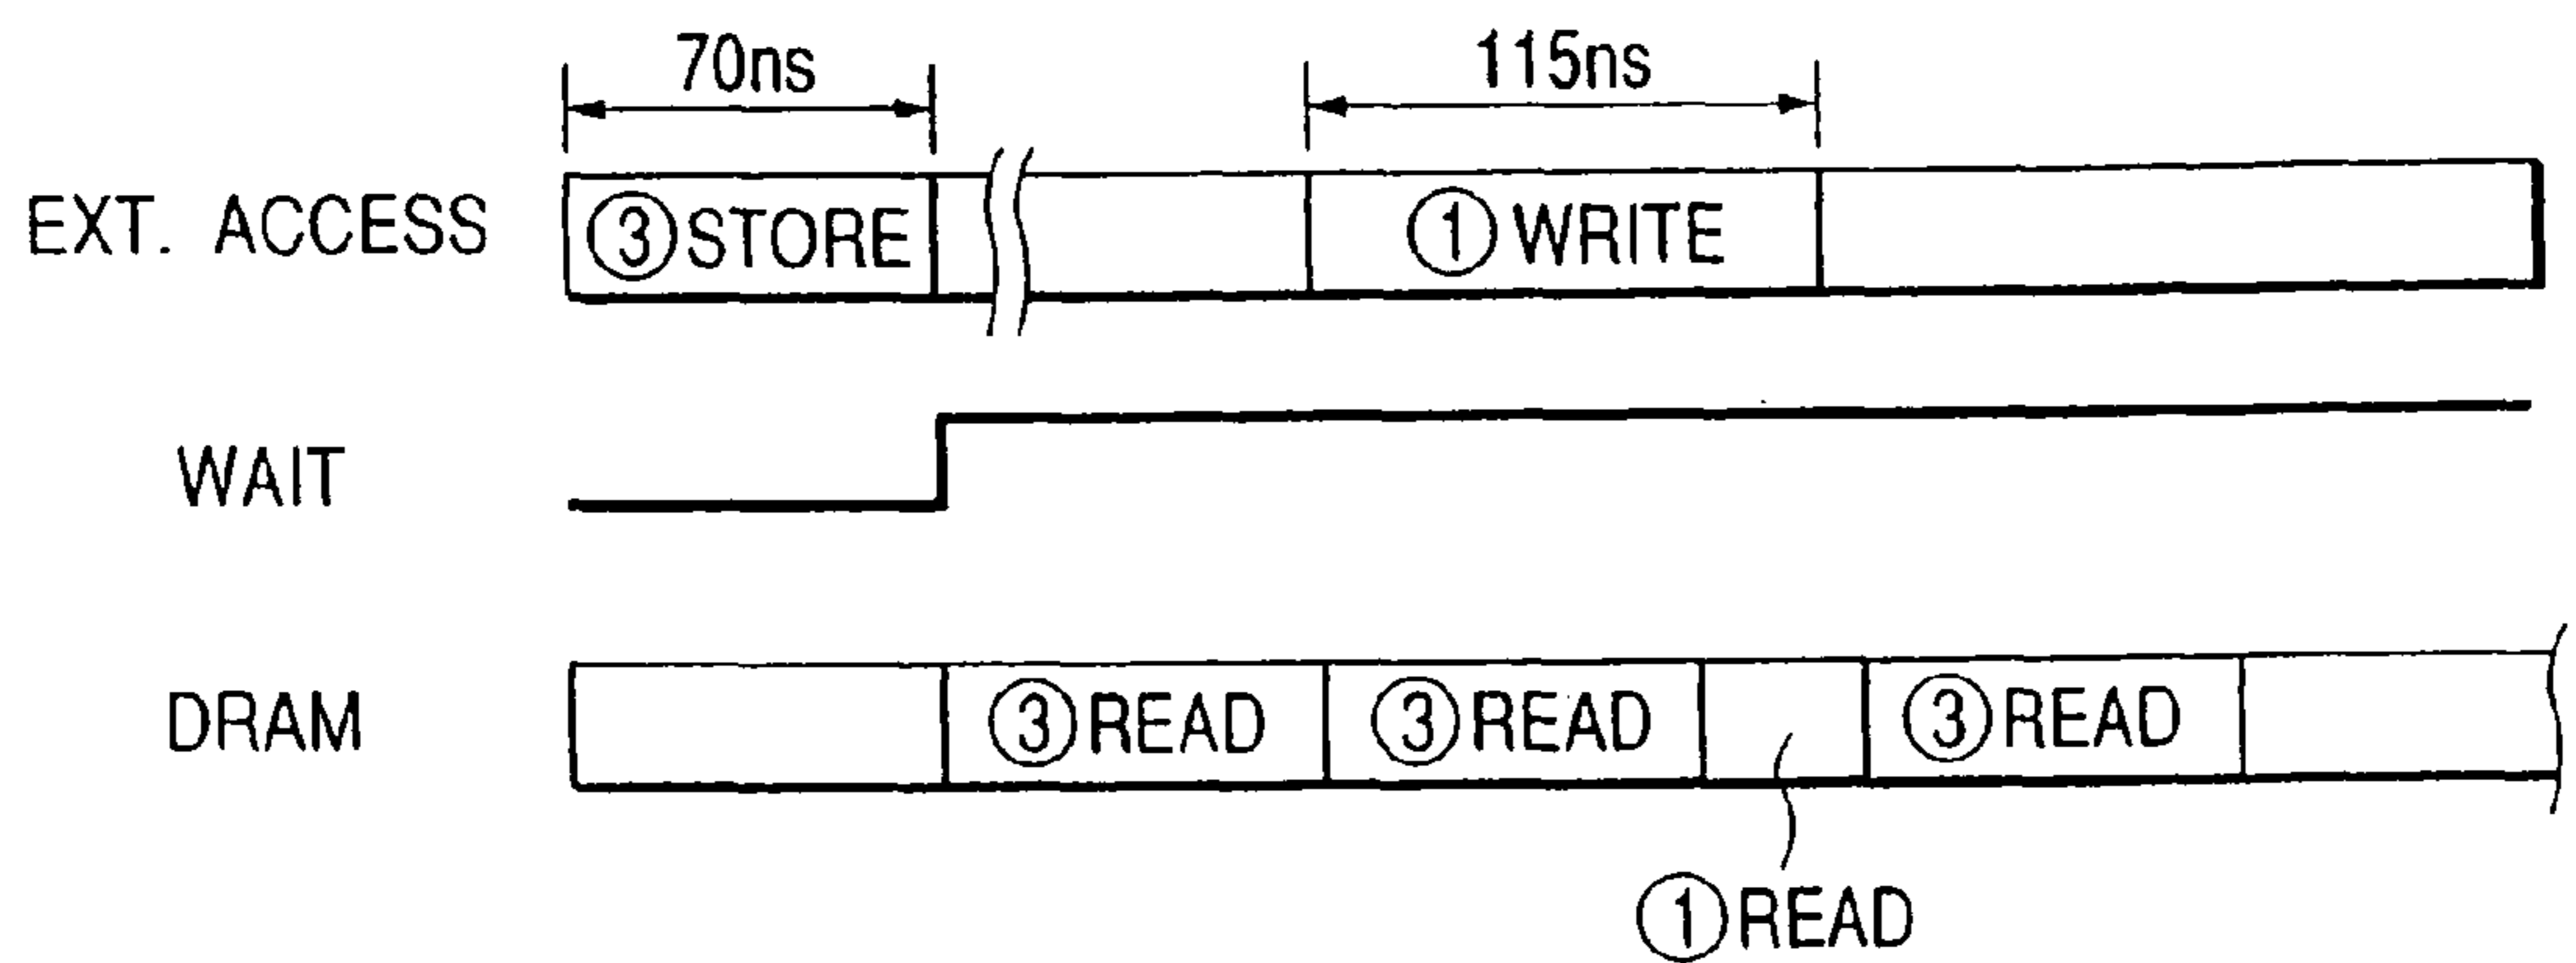 70ns 115ns
EXT. ACCESS ③STORE ①WRITE
WAIT
DRAM ③READ ③READ ③READ
①READ